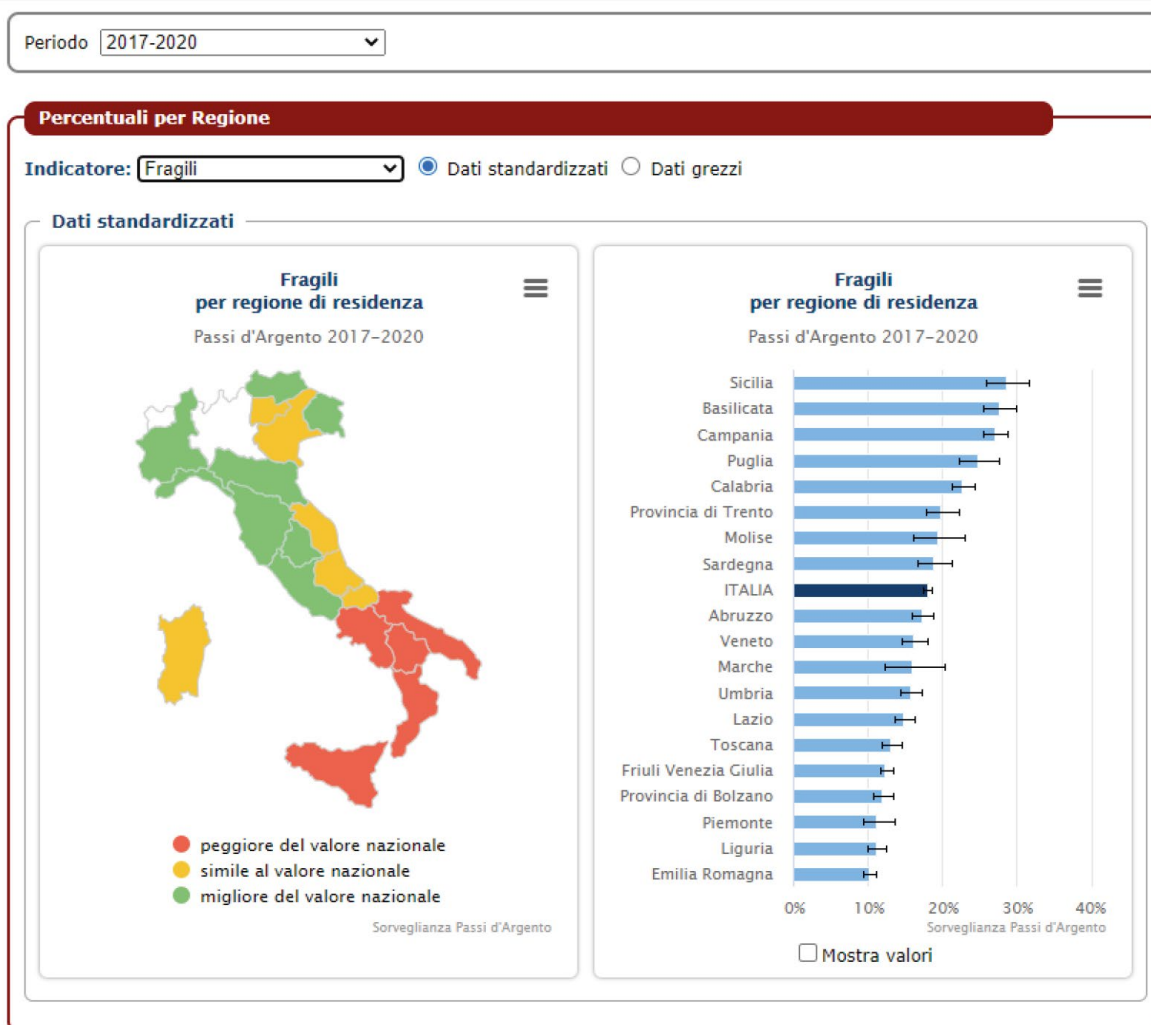 Periodo 2017-2020
Percentuali per Regione
Indicatore: Fragili Dati standardizzati Dati grezzi
Dati standardizzati
Fragili
per regione di residenza
Passi d'Argento 2017-2020
peggiore del valore nazionale
simile al valore nazionale
migliore del valore nazionale
Sorveglianza Passi d'Argento
Fragili
per regione di residenza
Passi d'Argento 2017-2020
Sicilia
Basilicata
Campania
Puglia
Calabria
Provincia di Trento
Molise
Sardegna
ITALIA
Abruzzo
Veneto
Marche
Umbria
Lazio
Toscana
Friuli Venezia Giulia
Provincia di Bolzano
Piemonte
Liguria
Emilia Romagna
0% 10% 20% 30% 40%
Sorveglianza Passi d'Argento
Mostra valori